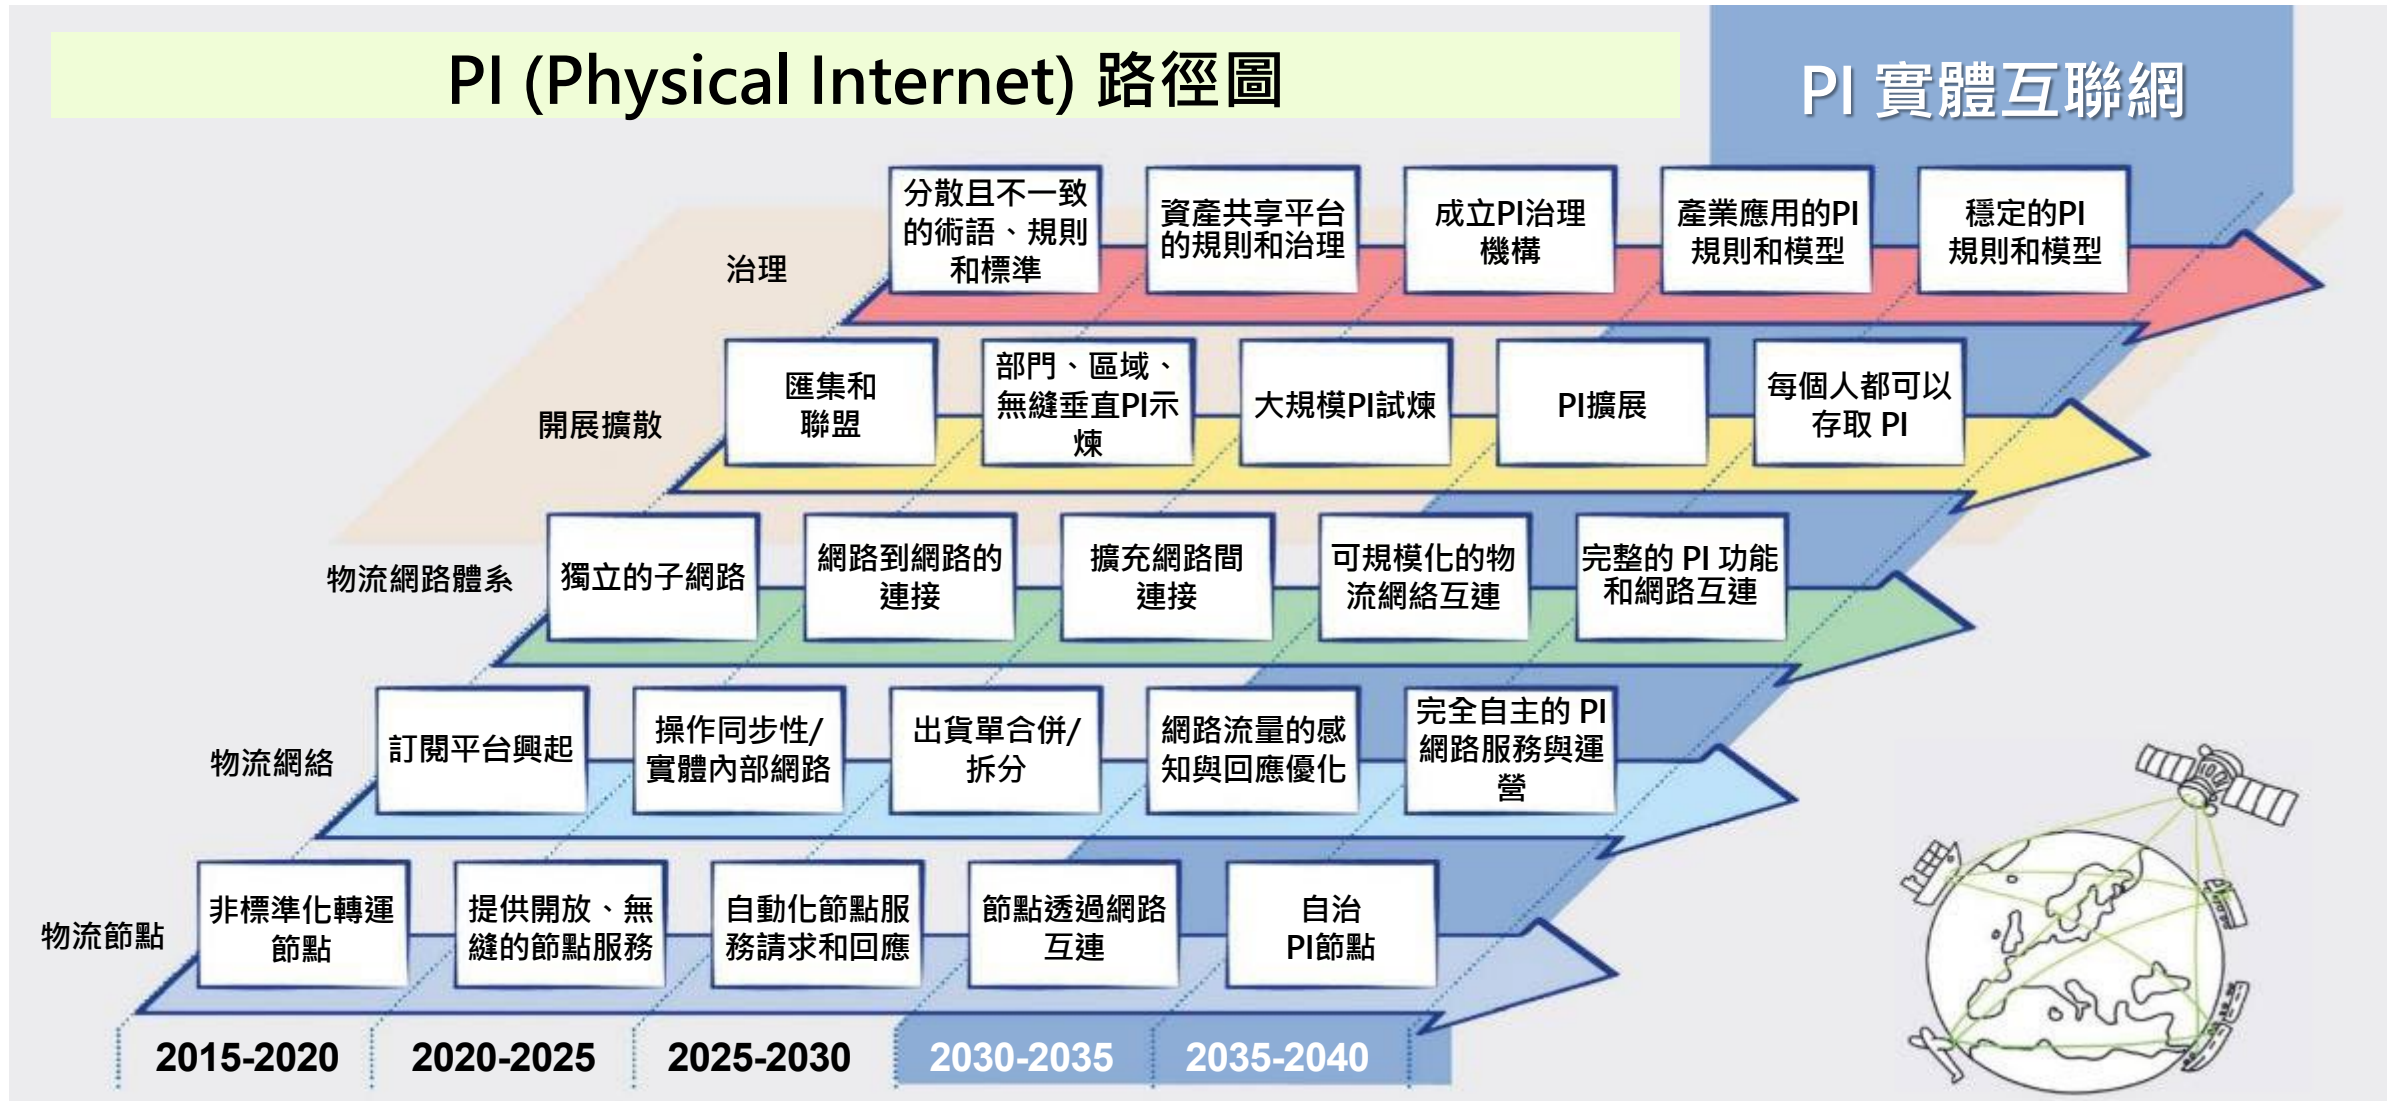 PI (Physical Internet) 路徑圖
PI 實體互聯網
治理
分散且不一致
的術語、規則
和標準
資產共享平台
的規則和治理
成立PI治理
機構
產業應用的PI
規則和模型
穩定的PI
規則和模型
開展擴散
匯集和
聯盟
部門、區域、
無縫垂直PI示
煉
大規模PI試煉
PI擴展
每個人都可以
存取 PI
物流網路體系
獨立的子網路
網路到網路的
連接
擴充網路間
連接
可規模化的物
流網絡互連
完整的 PI 功能
和網路互連
物流網絡
訂閱平台興起
操作同步性/
實體內部網路
出貨單合併/
拆分
網路流量的感
知與回應優化
完全自主的 PI
網路服務與運
營
物流節點
非標準化轉運
節點
提供開放、無
縫的節點服務
自動化節點服
務請求和回應
節點透過網路
互連
自治
PI節點
2015-2020
2020-2025
2025-2030
2030-2035
2035-2040